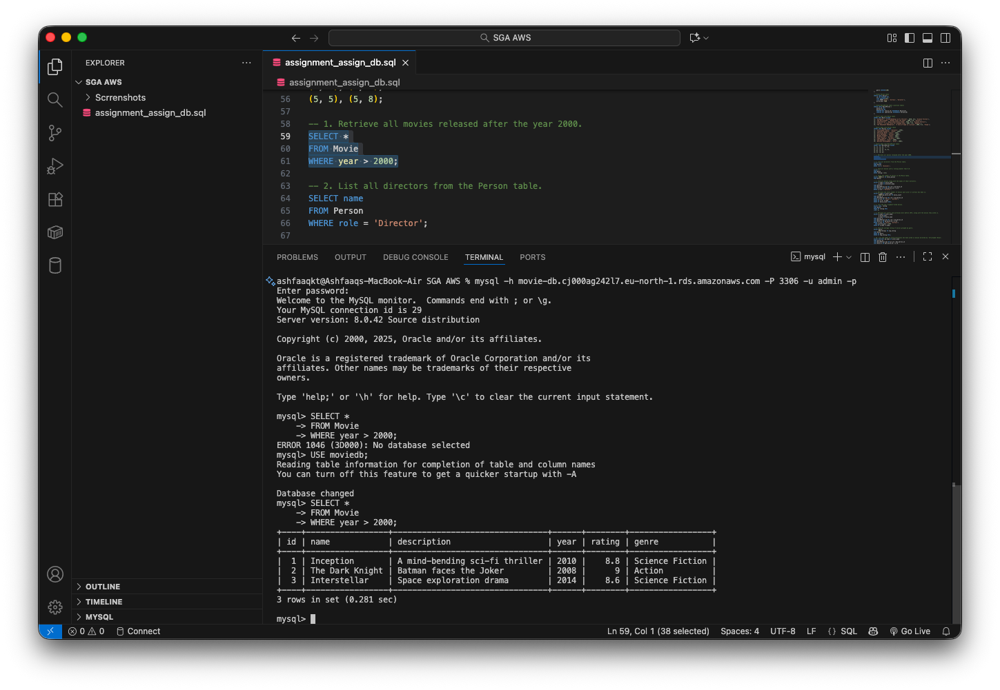 SGA AWS
EXPLORER
SGA AWS
Scrrenshots
assignment_assign_db.sql
OUTLINE
TIMELINE
MYSQL
assignment_assign_db.sql
assignment_assign_db.sql
56 (5, 5), (5, 8);
57
58 -- 1. Retrieve all movies released after the year 2000.
59 SELECT *
60 FROM Movie
61 WHERE year > 2000;
62
63 -- 2. List all directors from the Person table.
64 SELECT name
65 FROM Person
66 WHERE role = 'Director';
67
PROBLEMS OUTPUT DEBUG CONSOLE TERMINAL PORTS mysql
ashfaaqkt@Ashfaaqs-MacBook-Air SGA AWS % mysql -h movie-db.cj000ag242l7.eu-north-1.rds.amazonaws.com -P 3306 -u admin -p
Enter password:
Welcome to the MySQL monitor.  Commands end with ; or \g.
Your MySQL connection id is 29
Server version: 8.0.42 Source distribution
Copyright (c) 2000, 2025, Oracle and/or its affiliates.
Oracle is a registered trademark of Oracle Corporation and/or its
affiliates. Other names may be trademarks of their respective
owners.
Type 'help;' or '\h' for help. Type '\c' to clear the current input statement.
mysql> SELECT *
    -> FROM Movie
    -> WHERE year > 2000;
ERROR 1046 (3D000): No database selected
mysql> USE moviedb;
Reading table information for completion of table and column names
You can turn off this feature to get a quicker startup with -A
Database changed
mysql> SELECT *
    -> FROM Movie
    -> WHERE year > 2000;
+----+-----------------+--------------------------------+------+--------+-----------------+
| id | name            | description                    | year | rating | genre           |
+----+-----------------+--------------------------------+------+--------+-----------------+
|  1 | Inception       | A mind-bending sci-fi thriller | 2010 |    8.8 | Science Fiction |
|  2 | The Dark Knight | Batman faces the Joker         | 2008 |      9 | Action          |
|  3 | Interstellar    | Space exploration drama        | 2014 |    8.6 | Science Fiction |
+----+-----------------+--------------------------------+------+--------+-----------------+
3 rows in set (0.281 sec)
mysql>
0 0 Connect Ln 59, Col 1 (38 selected) Spaces: 4 UTF-8 LF {} SQL Go Live